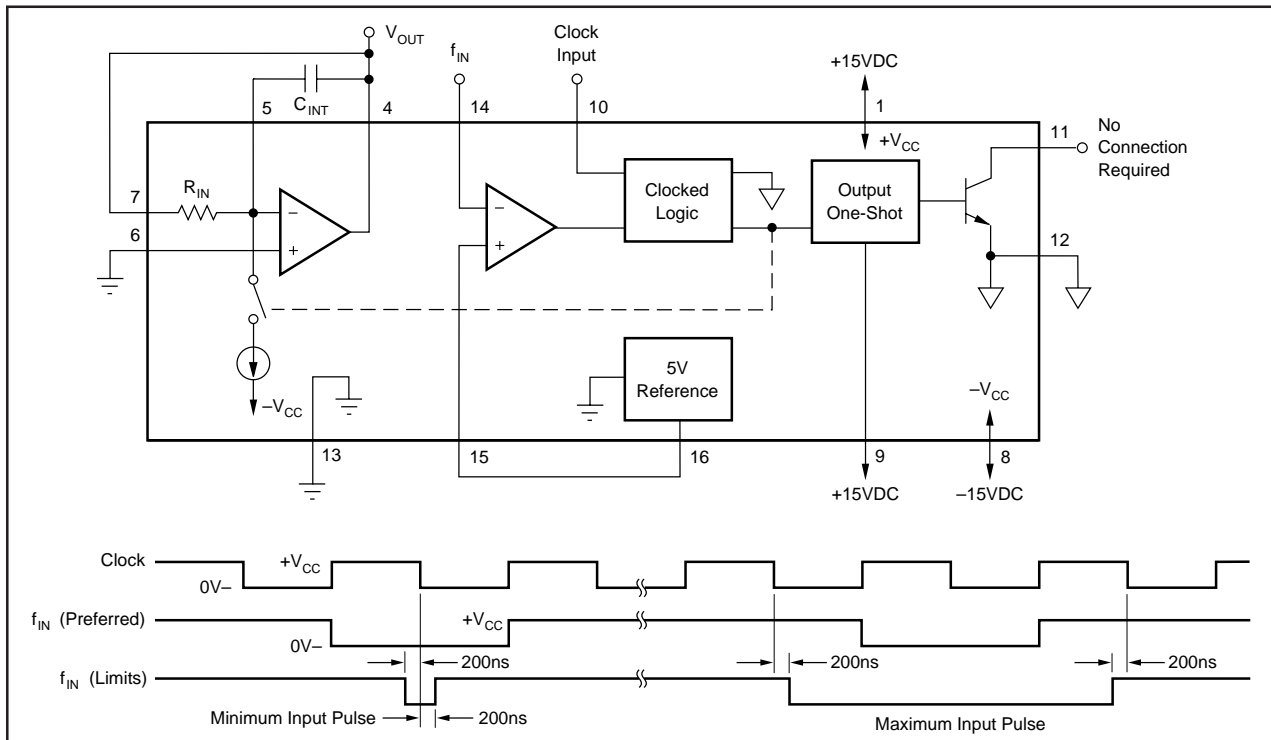 V_OUT
C_INT
5
4
f_IN
14
Clock
Input
10
+15VDC
1
+V_CC
11
No
Connection
Required
7
R_IN
6
–
+
–
+
Clocked
Logic
Output
One-Shot
12
–V_CC
5V
Reference
–V_CC
13
15
16
9
8
+15VDC
–15VDC
Clock
+V_CC
0V–
f_IN (Preferred)
+V_CC
0V–
200ns
200ns
200ns
f_IN (Limits)
Minimum Input Pulse
200ns
Maximum Input Pulse